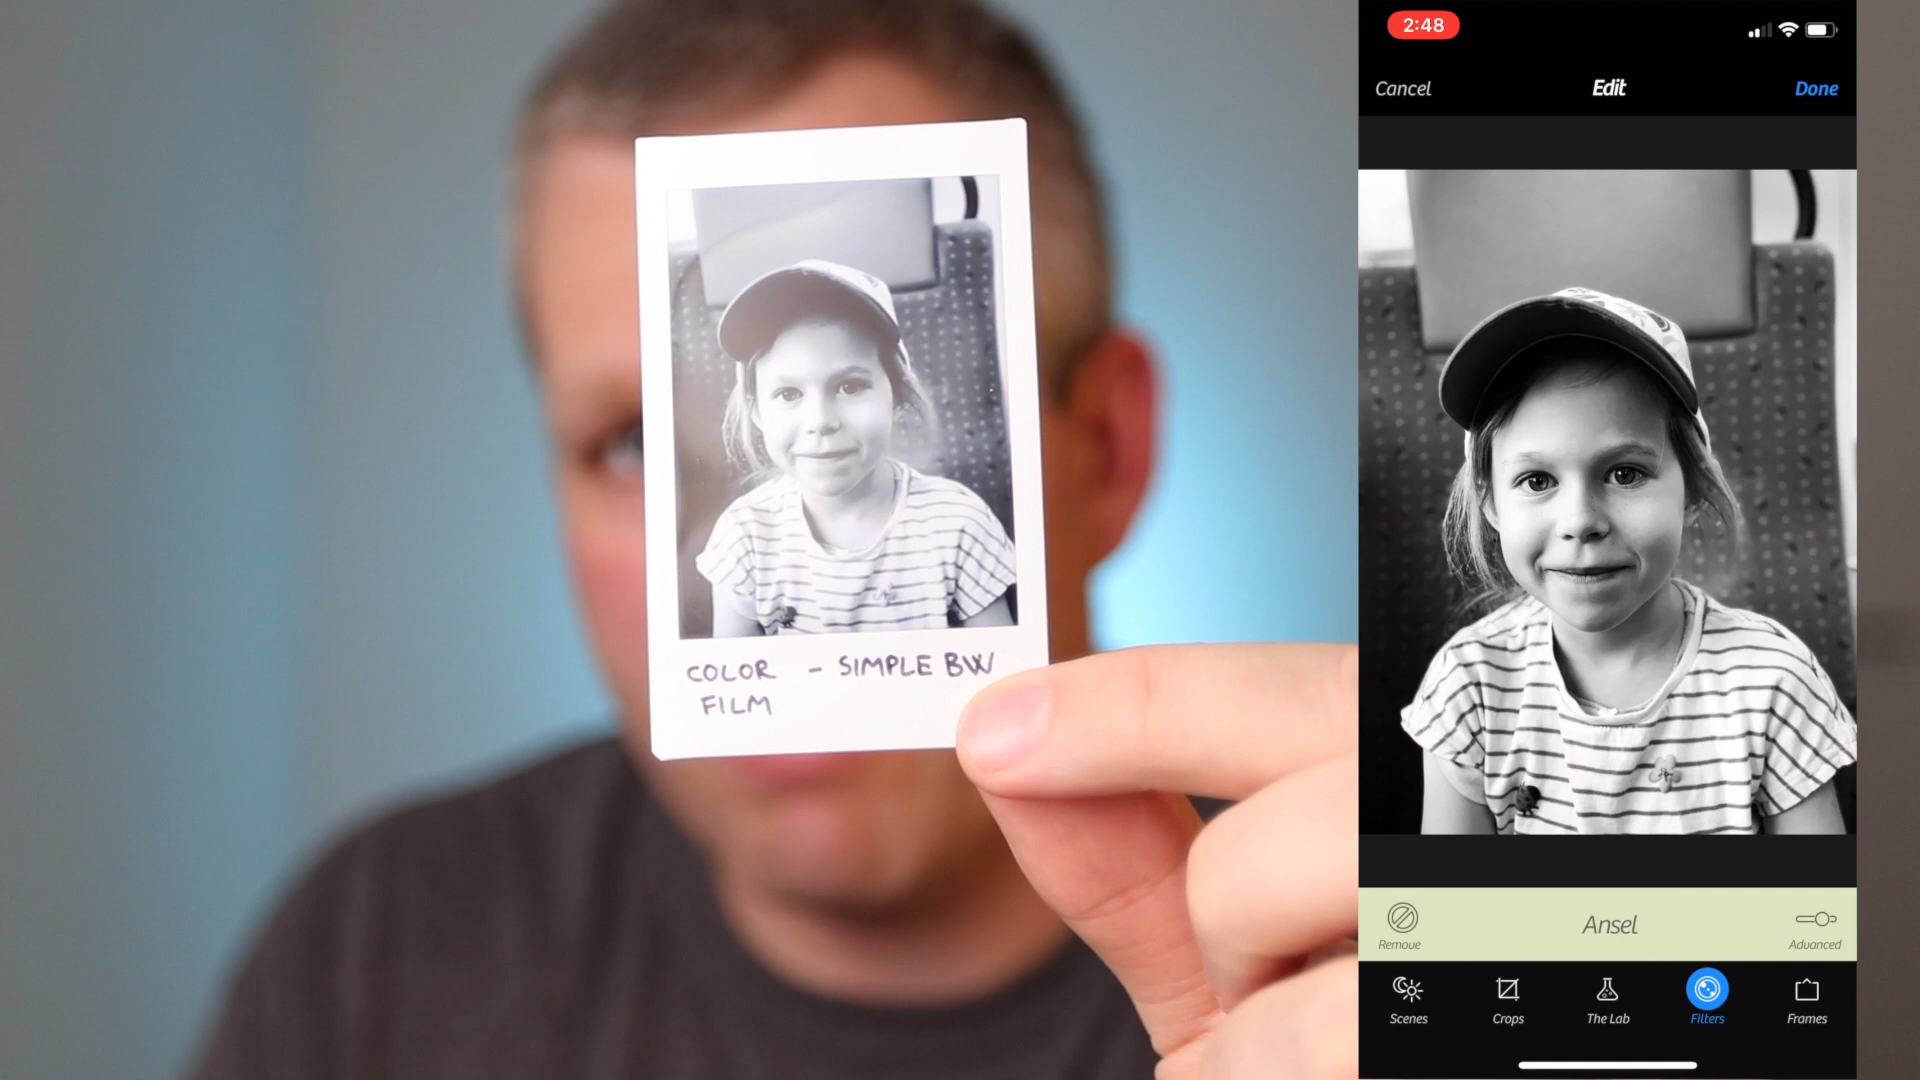 COLOR - SIMPLE BW
FILM
2:48
Cancel Edit Done
Ansel
Remove Advanced
Scenes Crops The Lab Filters Frames